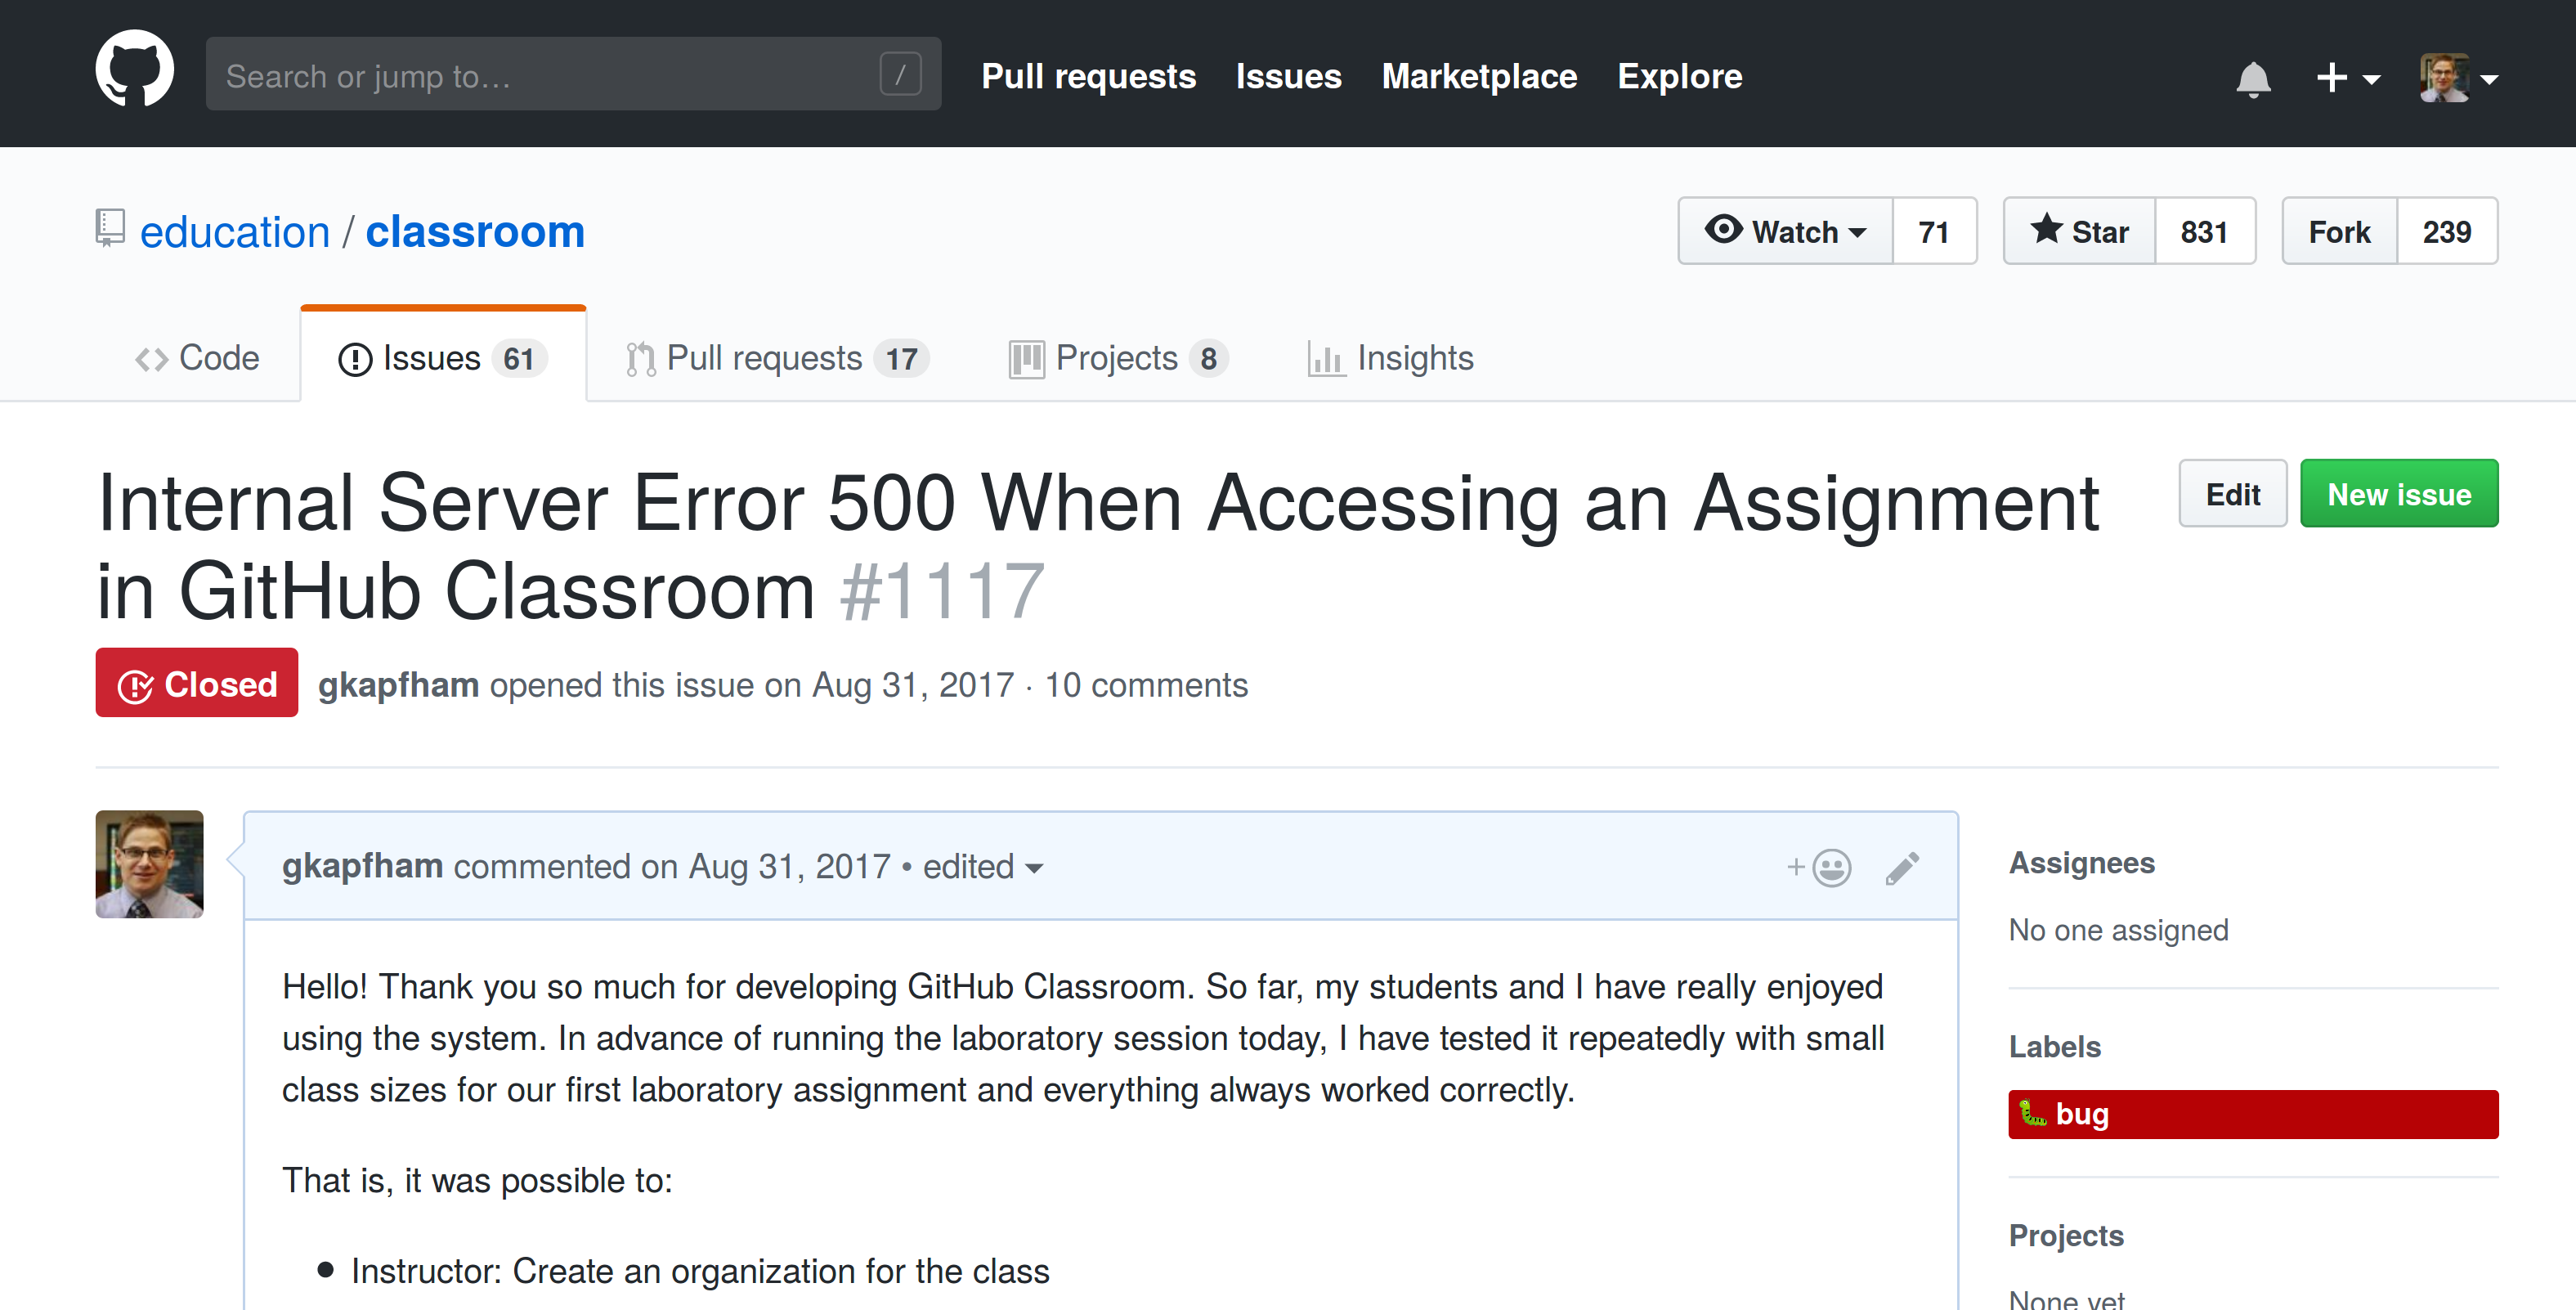 Search or jump to… /
Pull requests Issues Marketplace Explore
education / classroom
Watch 71 Star 831 Fork 239
Code Issues 61 Pull requests 17 Projects 8 Insights
Internal Server Error 500 When Accessing an Assignment
in GitHub Classroom #1117
Edit New issue
Closed gkapfham opened this issue on Aug 31, 2017 · 10 comments
gkapfham commented on Aug 31, 2017 • edited
Hello! Thank you so much for developing GitHub Classroom. So far, my students and I have really enjoyed
using the system. In advance of running the laboratory session today, I have tested it repeatedly with small
class sizes for our first laboratory assignment and everything always worked correctly.
That is, it was possible to:
• Instructor: Create an organization for the class
Assignees
No one assigned
Labels
🐛 bug
Projects
None yet